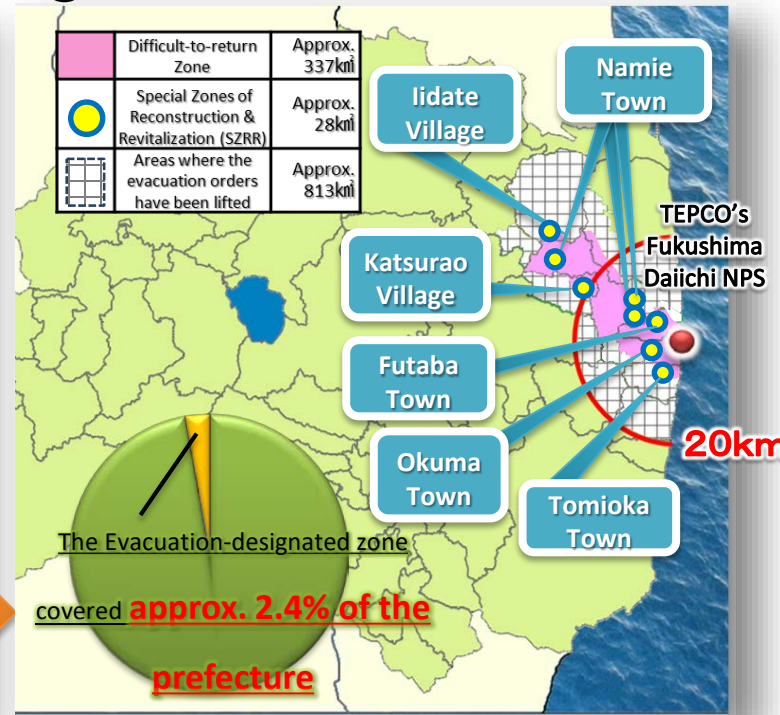 Difficult-to-return
Zone
Approx.
337㎢
Special Zones of
Reconstruction &
Revitalization (SZRR)
Approx.
28㎢
Areas where the
evacuation orders
have been lifted
Approx.
813㎢
Iidate
Village
Namie
Town
TEPCO's
Fukushima
Daiichi NPS
Katsurao
Village
Futaba
Town
Okuma
Town
20km
Tomioka
Town
The Evacuation-designated zone
covered approx. 2.4% of the
prefecture